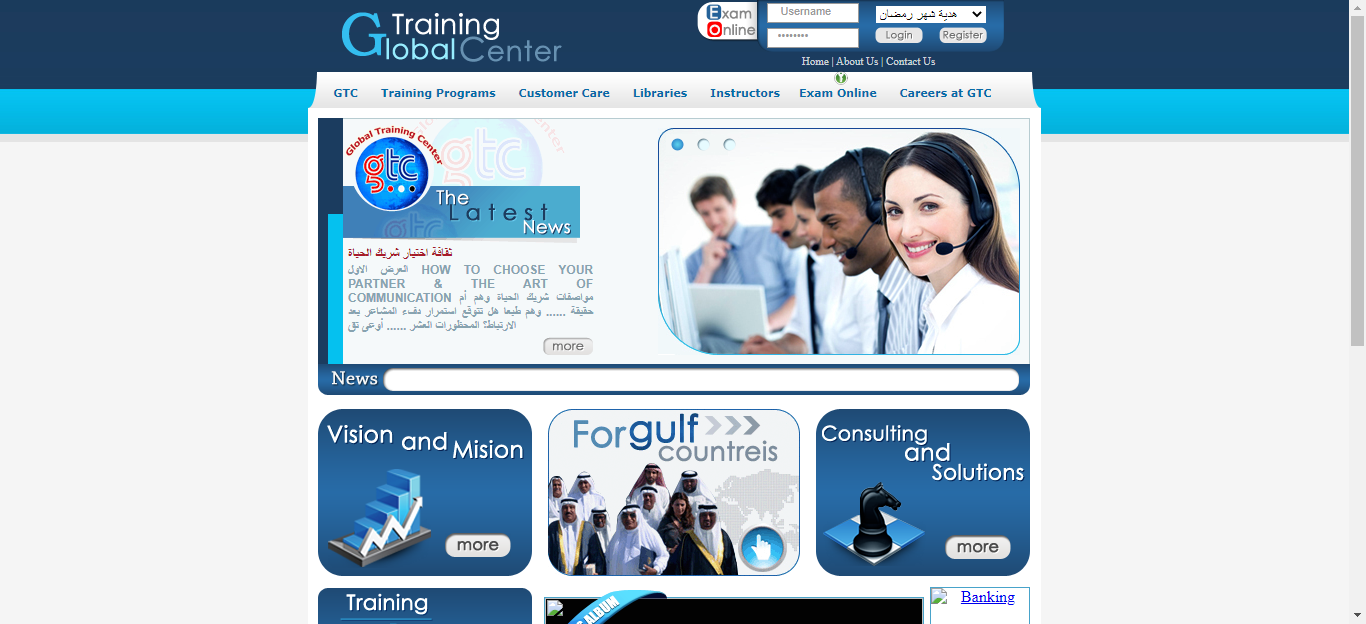 Training
Global Center
Exam
Online
Username
هدية شهر رمضان
Login
Register
Home | About Us | Contact Us
GTC
Training Programs
Customer Care
Libraries
Instructors
Exam Online
Careers at GTC
Global Training Center
gtc
The
Latest
News
ثقافة اختيار شريك الحياة
العرض الاول HOW TO CHOOSE YOUR
PARTNER & THE ART OF
COMMUNICATION مواصفات شريك الحياة وهم أم
حقيقة ...... وهم طبعا هل تتوقع استمرار دفء المشاعر بعد
الارتباط؟ المحظورات العشر ...... أوعى تق
more
News
Vision and Mision
more
For gulf
countreis
Consulting
and
Solutions
more
Training
ALBUM
Banking